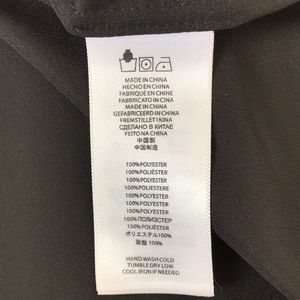 MADE IN CHINA
HECHO EN CHINA
FABRIQUÉ EN CHINE
FABBRICATO IN CINA
MADE IN CHINA
GEFABRICEERD IN CHINA
FREMSTILLET I KINA
СДЕЛАНО В КИТАЕ
FEITO NA CHINA
中国製
中国制造
100%POLYESTER
100%POLYESTER
100%POLYESTER
100%POLIESTERE
100%POLYESTER
100%POLYESTER
100%POLYESTER
100%ПОЛИЭСТЕР
100%POLIÉSTER
ポリエステル100%
聚酯 100%
HAND WASH COLD
TUMBLE DRY LOW
COOL IRON IF NEEDED